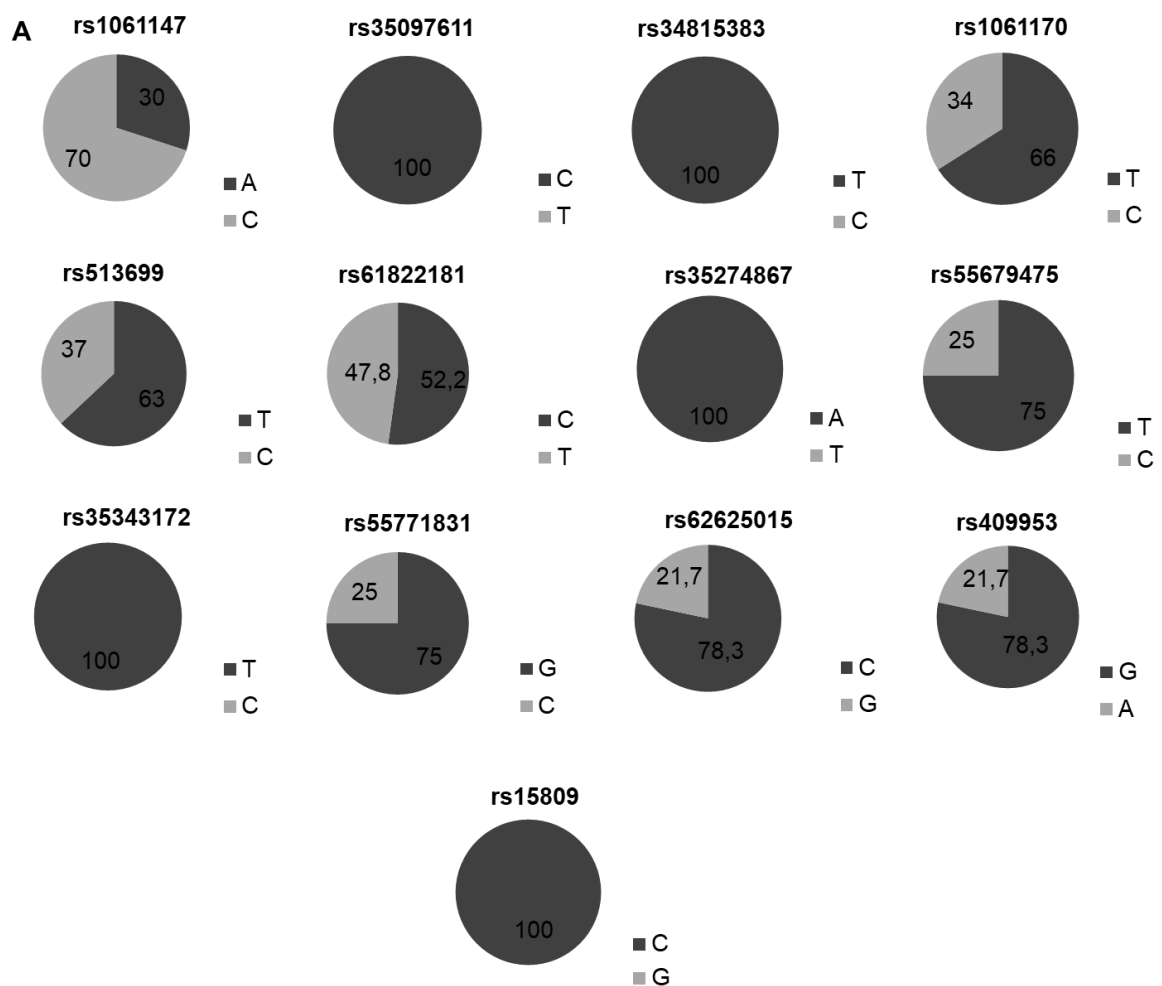 A
rs1061147
30
70
A
C
rs35097611
100
C
T
rs34815383
100
T
C
rs1061170
34
66
T
C
rs513699
37
63
T
C
rs61822181
47,8
52,2
C
T
rs35274867
100
A
T
rs55679475
25
75
T
C
rs35343172
100
T
C
rs55771831
25
75
G
C
rs62625015
21,7
78,3
C
G
rs409953
21,7
78,3
G
A
rs15809
100
C
G